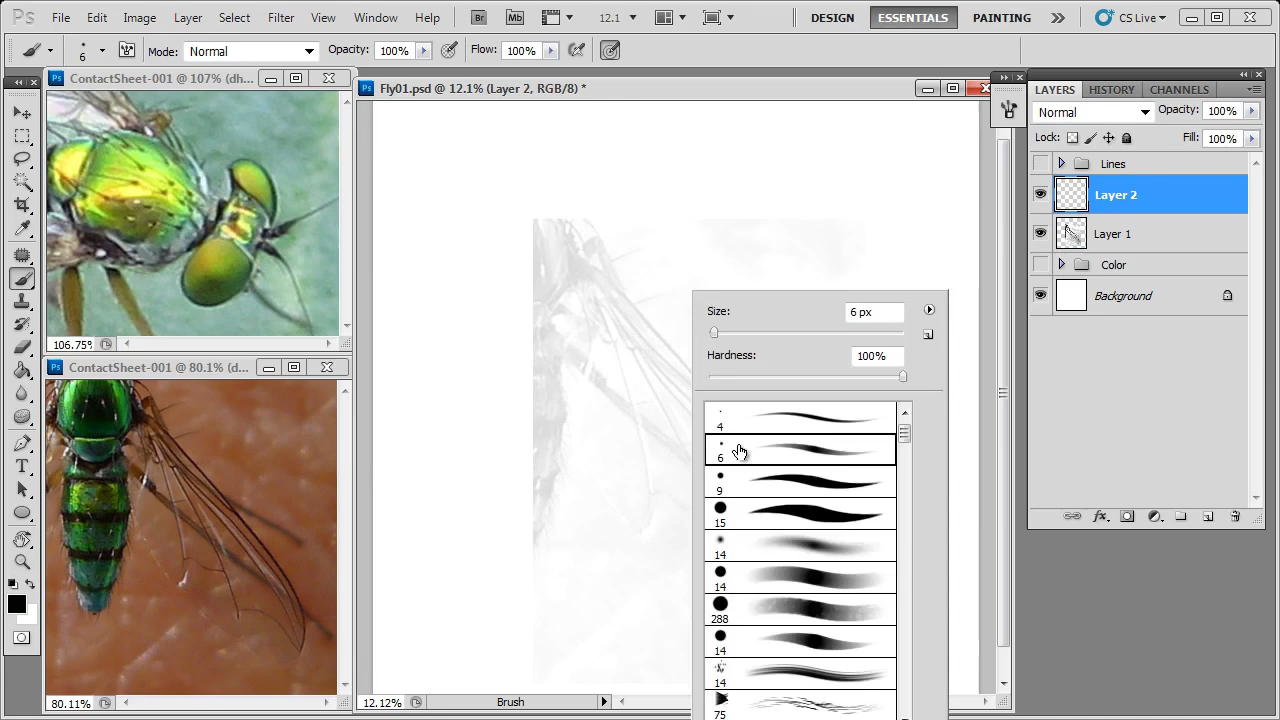 Ps File Edit Image Layer Select Filter View Window Help Br Mb 12.1 DESIGN ESSENTIALS PAINTING CS Live
6 Mode: Normal Opacity: 100% Flow: 100%
Ps ContactSheet-001 @ 107% (dh...
106.75%
Ps ContactSheet-001 @ 80.1% (d...
80.11%
Ps Fly01.psd @ 12.1% (Layer 2, RGB/8) *
12.12% Brush
Size: 6 px
Hardness: 100%
4
6
9
15
14
14
288
14
14
75
LAYERS HISTORY CHANNELS
Normal Opacity: 100%
Lock: Fill: 100%
Lines
Layer 2
Layer 1
Color
Background
fx
T